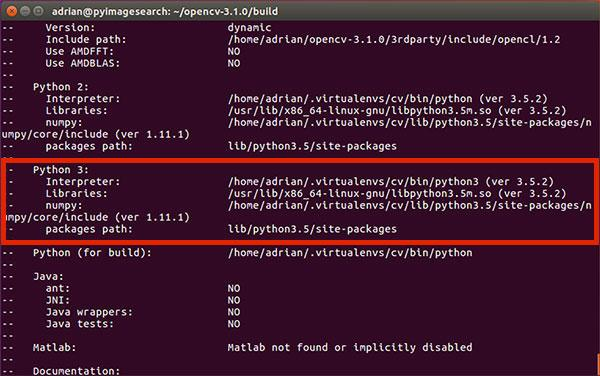 adrian@pyimagesearch: ~/opencv-3.1.0/build
-- Version: dynamic
-- Include path: /home/adrian/opencv-3.1.0/3rdparty/include/opencl/1.2
-- Use AMDFFT: NO
-- Use AMDBLAS: NO
--
-- Python 2:
-- Interpreter: /home/adrian/.virtualenvs/cv/bin/python (ver 3.5.2)
-- Libraries: /usr/lib/x86_64-linux-gnu/libpython3.5m.so (ver 3.5.2)
-- numpy: /home/adrian/.virtualenvs/cv/lib/python3.5/site-packages/n
umpy/core/include (ver 1.11.1)
-- packages path: lib/python3.5/site-packages
--
-- Python 3:
-- Interpreter: /home/adrian/.virtualenvs/cv/bin/python3 (ver 3.5.2)
-- Libraries: /usr/lib/x86_64-linux-gnu/libpython3.5m.so (ver 3.5.2)
-- numpy: /home/adrian/.virtualenvs/cv/lib/python3.5/site-packages/n
umpy/core/include (ver 1.11.1)
-- packages path: lib/python3.5/site-packages
--
-- Python (for build): /home/adrian/.virtualenvs/cv/bin/python
--
-- Java:
-- ant: NO
-- JNI: NO
-- Java wrappers: NO
-- Java tests: NO
--
-- Matlab: Matlab not found or implicitly disabled
--
-- Documentation: